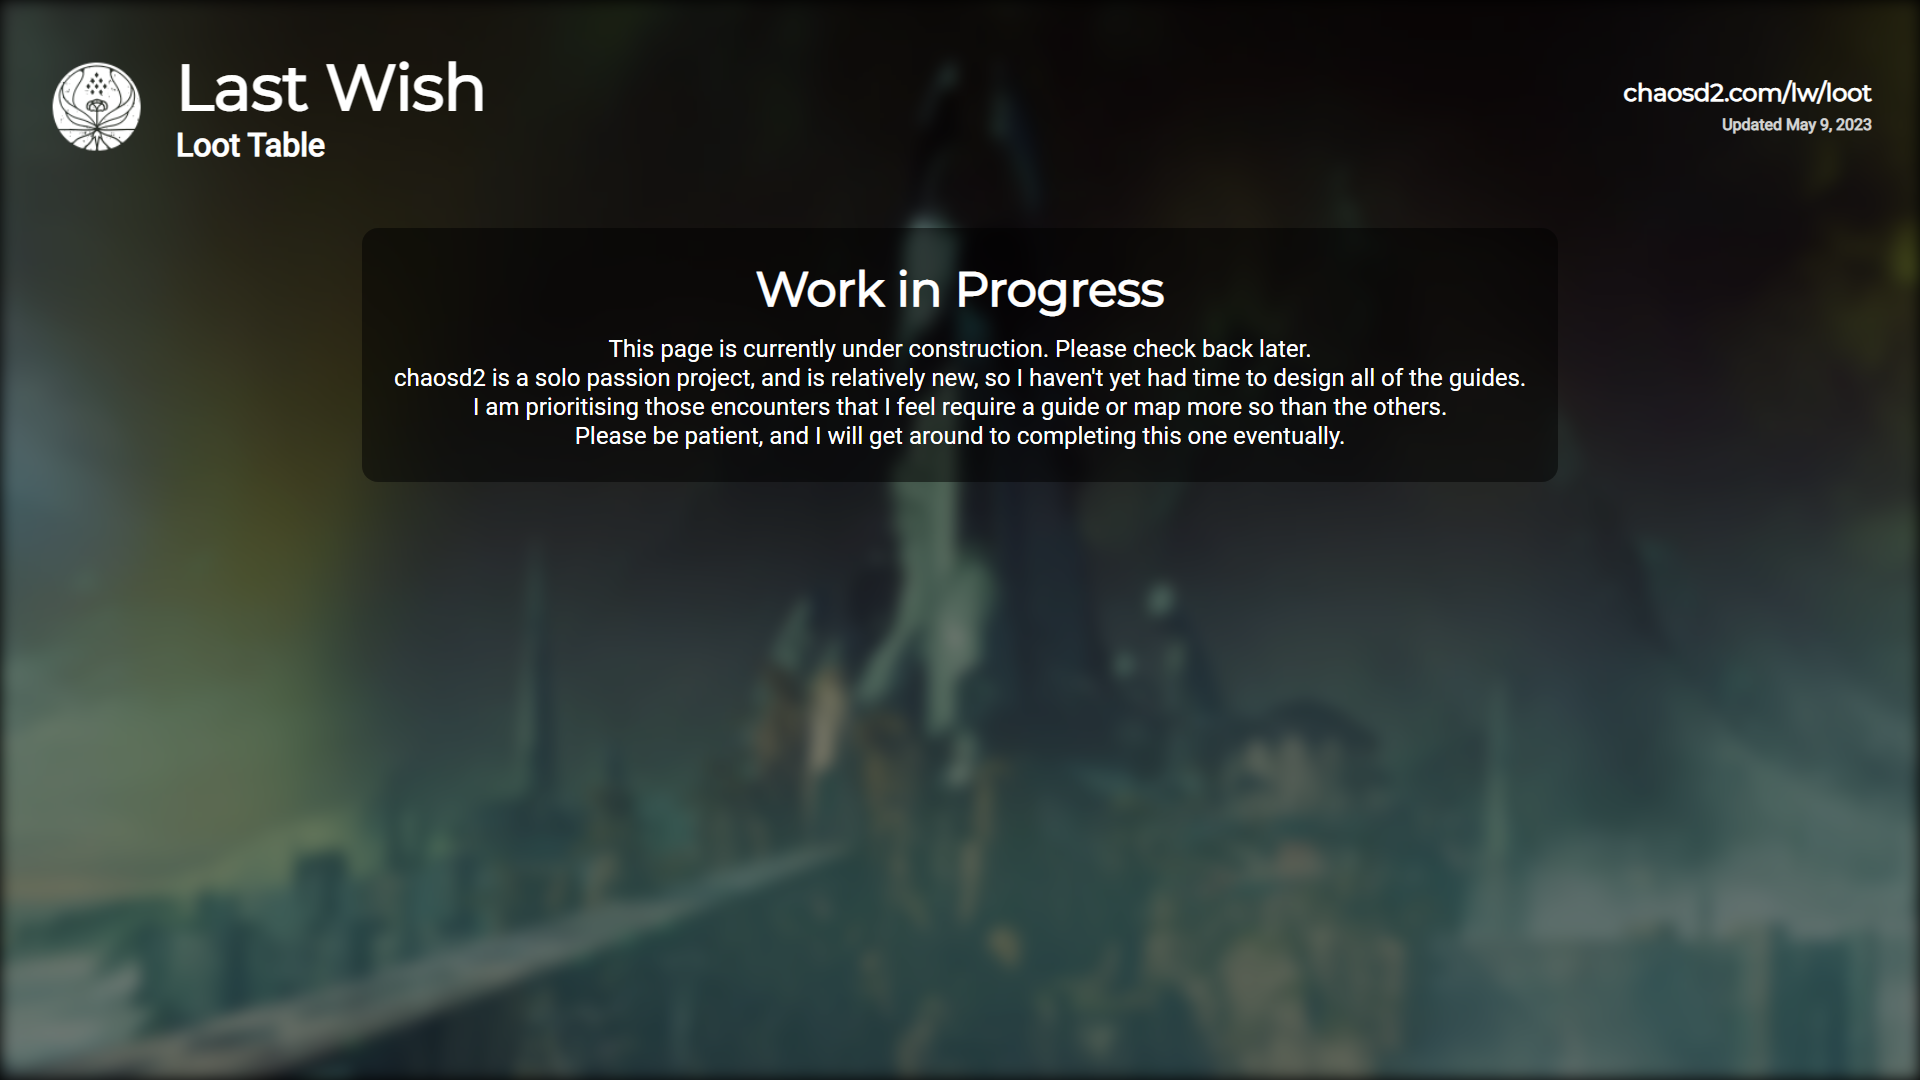 Last Wish
Loot Table
chaosd2.com/lw/loot
Updated May 9, 2023
Work in Progress
This page is currently under construction. Please check back later.
chaosd2 is a solo passion project, and is relatively new, so I haven't yet had time to design all of the guides.
I am prioritising those encounters that I feel require a guide or map more so than the others.
Please be patient, and I will get around to completing this one eventually.